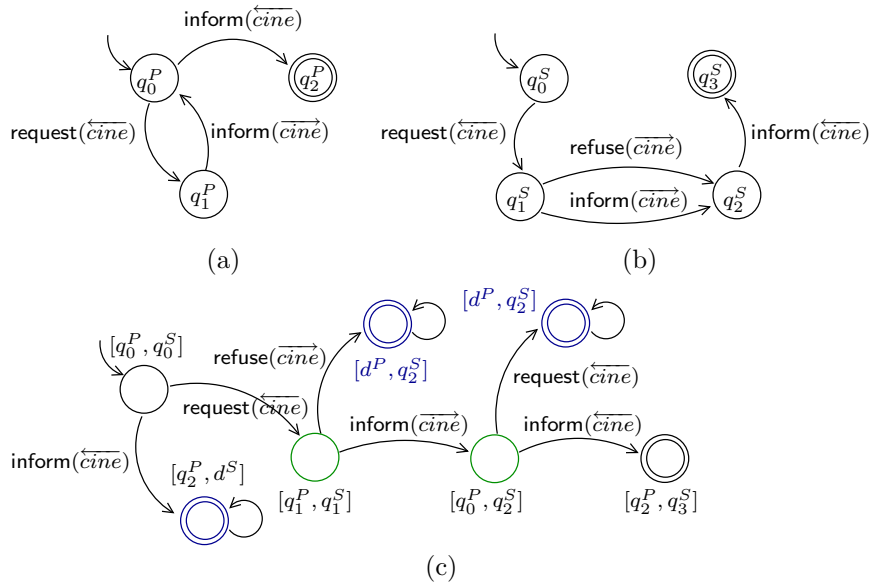 inform(←cine)
q₀ᴾ
q₂ᴾ
request(←cine)
inform(→cine)
q₁ᴾ
(a)
q₀ˢ
q₃ˢ
request(←cine)
refuse(→cine)
inform(←cine)
inform(→cine)
q₁ˢ
q₂ˢ
(b)
[q₀ᴾ, q₀ˢ]
refuse(→cine)
[dᴾ, q₂ˢ]
[dᴾ, q₂ˢ]
request(←cine)
request(←cine)
inform(→cine)
inform(←cine)
inform(←cine)
[q₂ᴾ, dˢ]
[q₁ᴾ, q₁ˢ]
[q₀ᴾ, q₂ˢ]
[q₂ᴾ, q₃ˢ]
(c)